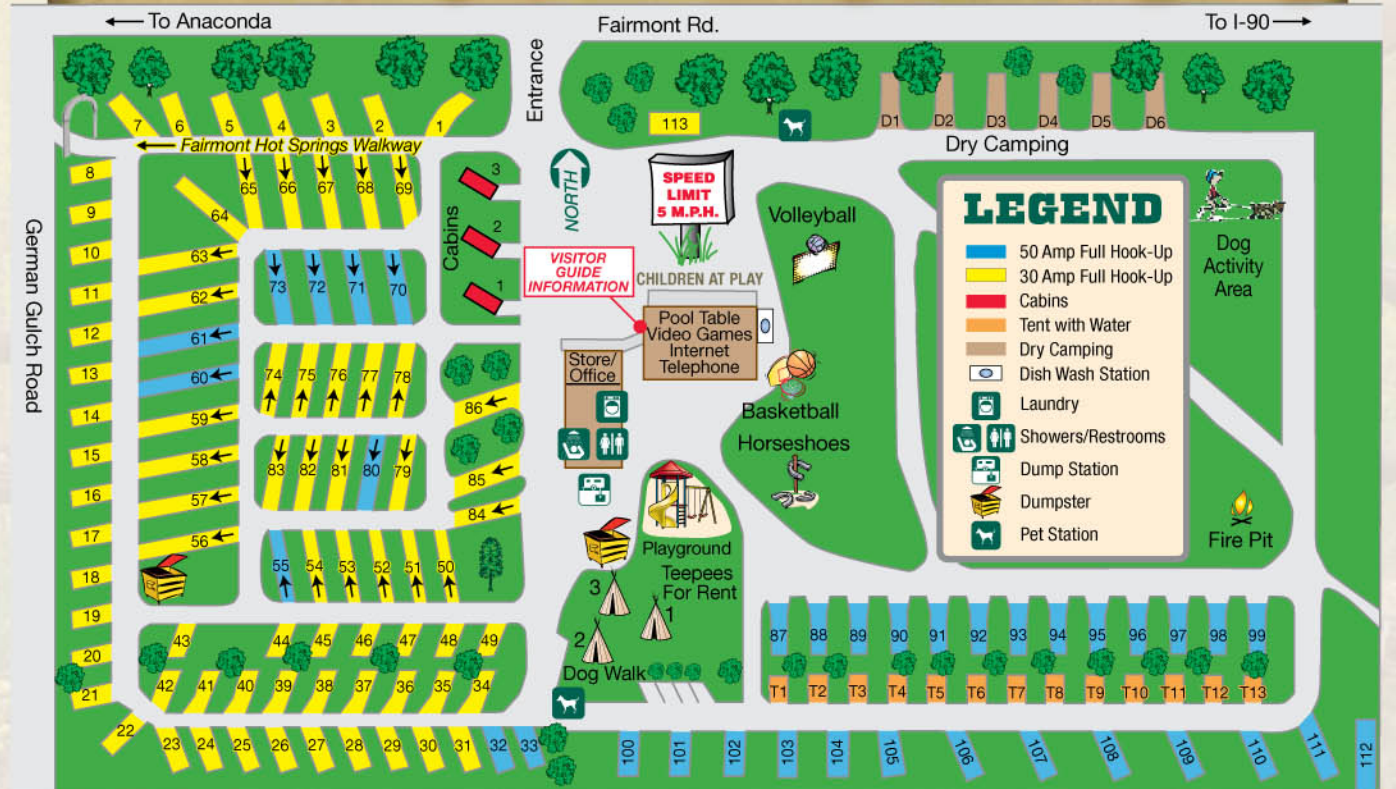 ← To Anaconda
Fairmont Rd.
To I-90 →
Entrance
German Gulch Road
7
6
5
4
3
2
1
← Fairmont Hot Springs Walkway
113
D1
D2
D3
D4
D5
D6
Dry Camping
8
9
10
11
12
13
14
15
16
17
18
19
20
21
22
64
65
66
67
68
69
63
62
61
60
59
58
57
56
73
72
71
70
74
75
76
77
78
83
82
81
80
79
55
54
53
52
51
50
86
85
84
Cabins
3
2
1
NORTH
SPEED
LIMIT
5 M.P.H.
CHILDREN AT PLAY
VISITOR
GUIDE
INFORMATION
Pool Table
Video Games
Internet
Telephone
Store/
Office
Volleyball
Basketball
Horseshoes
Playground
Teepees
For Rent
3
1
2
Dog Walk
LEGEND
50 Amp Full Hook-Up
30 Amp Full Hook-Up
Cabins
Tent with Water
Dry Camping
Dish Wash Station
Laundry
Showers/Restrooms
Dump Station
Dumpster
Pet Station
Dog
Activity
Area
Fire Pit
43
44
45
46
47
48
49
42
41
40
39
38
37
36
35
34
23
24
25
26
27
28
29
30
31
32
33
87
88
89
90
91
92
93
94
95
96
97
98
99
T1
T2
T3
T4
T5
T6
T7
T8
T9
T10
T11
T12
T13
100
101
102
103
104
105
106
107
108
109
110
111
112